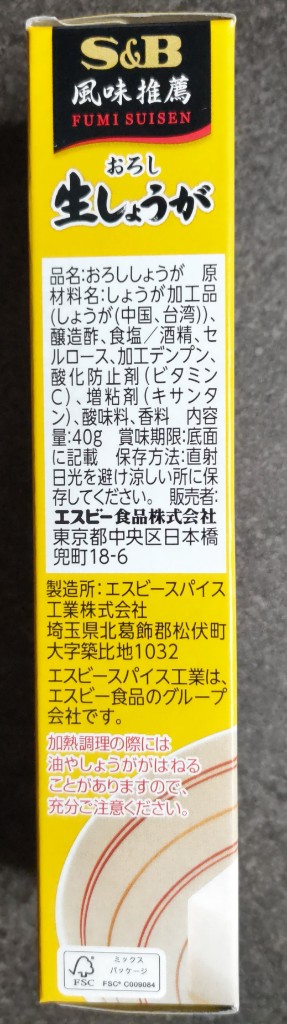 S&B
風味推薦
FUMI SUISEN
おろし
生しょうが
品名:おろししょうが 原
材料名:しょうが加工品
(しょうが(中国、台湾))、
醸造酢、食塩/酒精、セ
ルロース、加工デンプン、
酸化防止剤(ビタミン
C)、増粘剤(キサンタ
ン)、酸味料、香料 内容
量:40g 賞味期限:底面
に記載 保存方法:直射
日光を避け涼しい所に保
存してください。 販売者:
エスビー食品株式会社
東京都中央区日本橋
兜町18-6
製造所:エスビースパイス
工業株式会社
埼玉県北葛飾郡松伏町
大字築比地1032
エスビースパイス工業は、
エスビー食品のグループ
会社です。
加熱調理の際には
油やしょうががはねる
ことがありますので、
充分ご注意ください。
FSC
ミックス
パッケージ
FSC® C009084